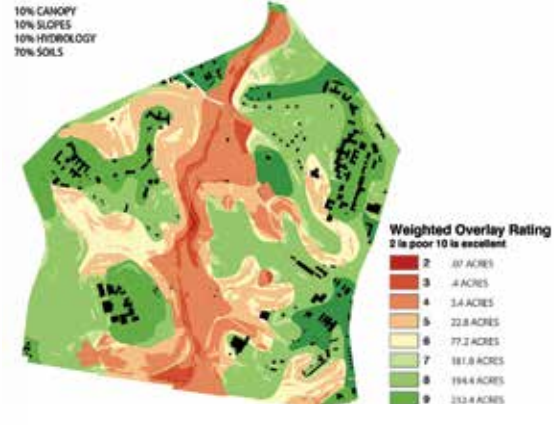 10% CANOPY
10% SLOPES
10% HYDROLOGY
70% SOILS
Weighted Overlay Rating
2 is poor 10 is excellent
2 .07 ACRES
3 .4 ACRES
4 3.4 ACRES
5 22.8 ACRES
6 77.2 ACRES
7 181.8 ACRES
8 194.4 ACRES
9 232.4 ACRES